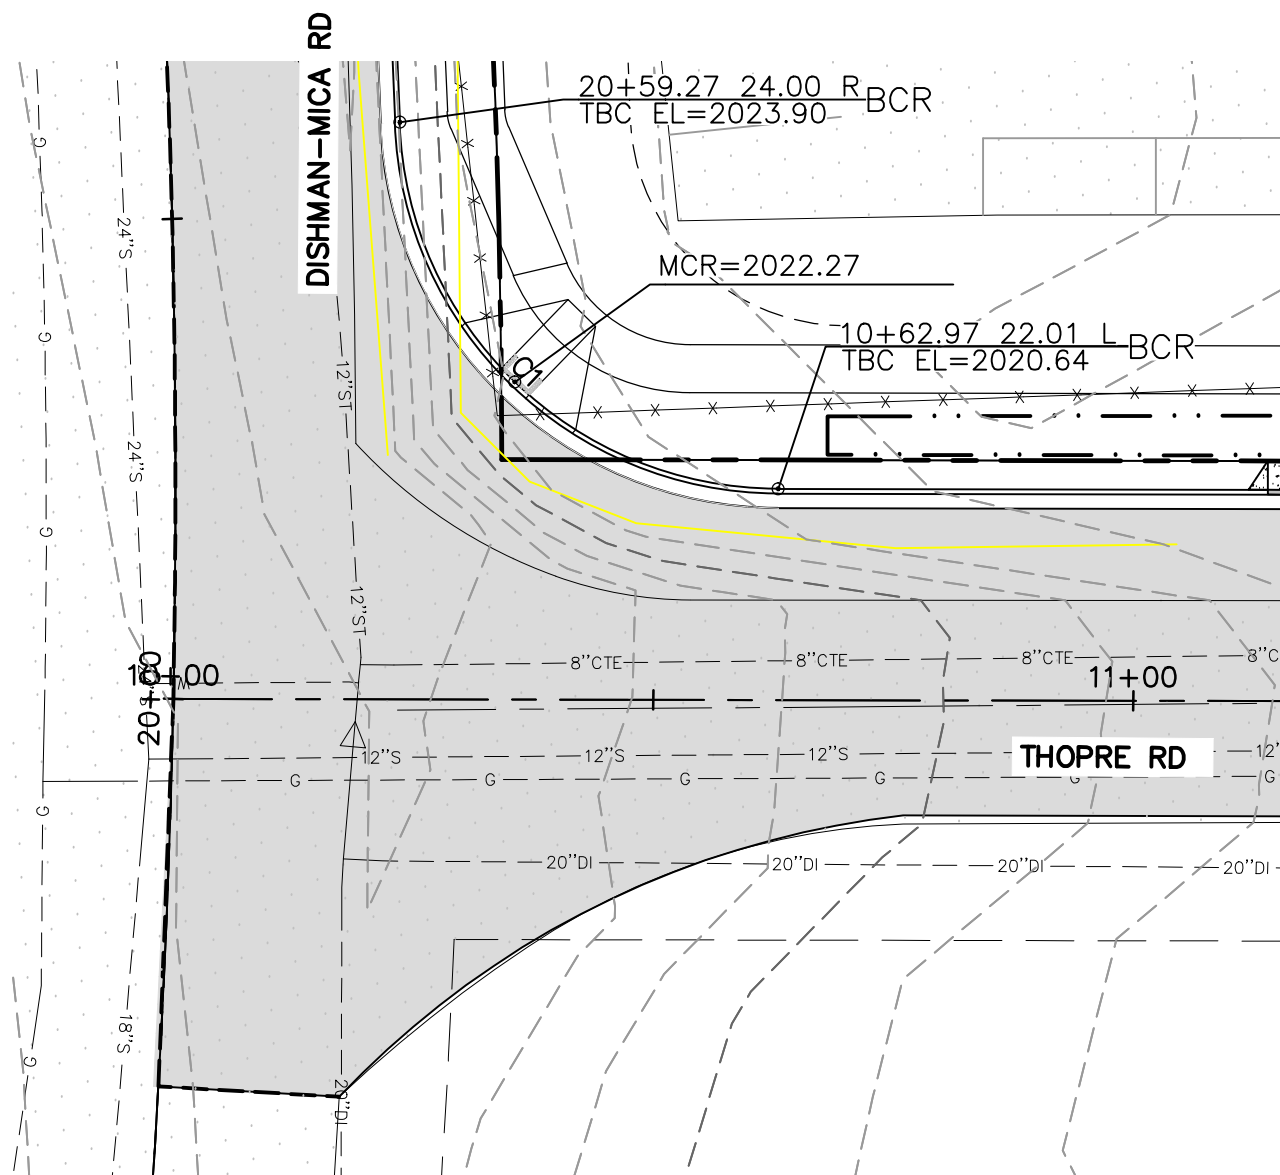 DISHMAN-MICA RD
20+59.27 24.00 R BCR
TBC EL=2023.90
G
24"S
MCR=2022.27
10+62.97 22.01 L BCR
TBC EL=2020.64
G
12"ST
C1
24"S
G
12"ST
8"CTE
8"CTE
8"CTE
8"C
10+00
11+00
W
20
12"S
12"S
12"S
12"
THOPRE RD
G
G
G
G
G
G
G
20"DI
20"DI
20"DI
20"DI
18"S
G
20"DI